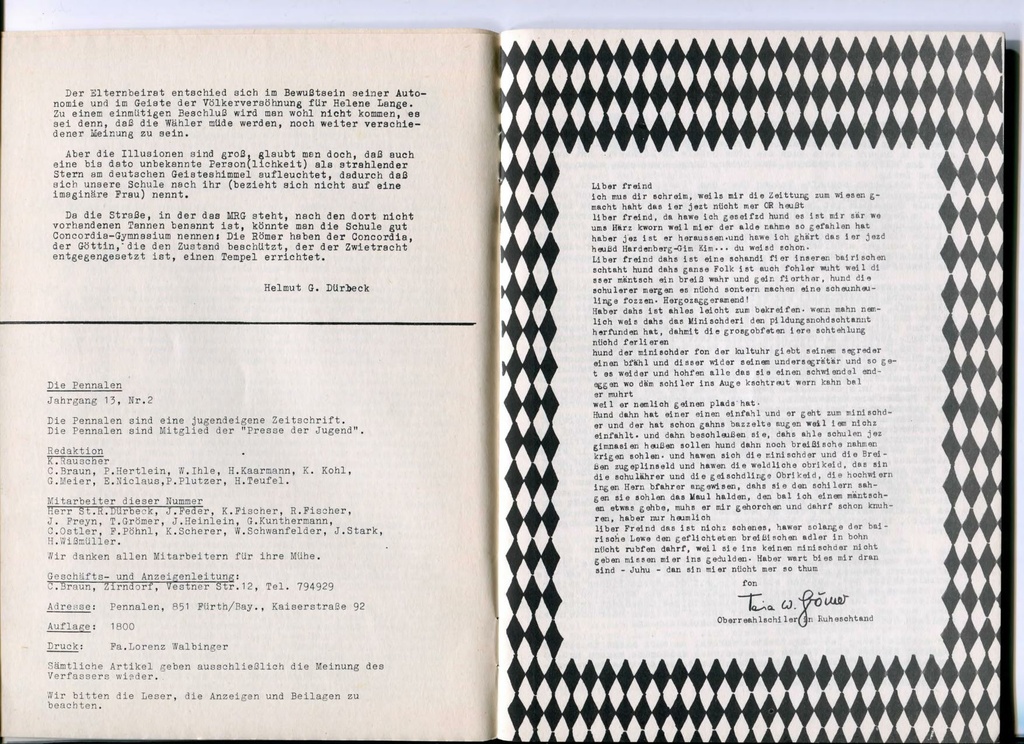 Der Elternbeirat entschied sich im Bewußtsein seiner Auto-
nomie und im Geiste der Völkerversöhnung für Helene Lange.
Zu einem einmütigen Beschluß wird man wohl nicht kommen, es
sei denn, daß die Wähler müde werden, noch weiter verschie-
dener Meinung zu sein.
Aber die Illusionen sind groß, glaubt man doch, daß auch
eine bis dato unbekannte Person(lichkeit) als strahlender
Stern am deutschen Geisteshimmel aufleuchtet, dadurch daß
sich unsere Schule nach ihr (bezieht sich nicht auf eine
imaginäre Frau) nennt.
Da die Straße, in der das MRG steht, nach den dort nicht
vorhandenen Tannen benannt ist, könnte man die Schule gut
Concordia-Gymnasium nennen: Die Römer haben der Concordia,
der Göttin, die den Zustand beschützt, der der Zwietracht
entgegengesetzt ist, einen Tempel errichtet.
Helmut G. Dürbeck
Die Pennalen
Jahrgang 13, Nr.2
Die Pennalen sind eine jugendeigene Zeitschrift.
Die Pennalen sind Mitglied der "Presse der Jugend".
Redaktion
K.Rauscher
C.Braun, P.Hertlein, W.Ihle, H.Kaarmann, K. Kohl,
G.Meier, E.Niclaus,P.Plutzer, H.Teufel.
Mitarbeiter dieser Nummer
Herr St.R.Dürbeck, J.Feder, K.Fischer, R.Fischer,
J. Freyn, T.Grömer, J.Heinlein, G.Kunthermann,
C.Ostler, F.Pöhnl, K.Scherer, W.Schwanfelder, J.Stark,
H.Wißmüller.
Wir danken allen Mitarbeitern für ihre Mühe.
Geschäfts- und Anzeigenleitung:
C.Braun, Zirndorf, Vestner Str.12, Tel. 794929
Adresse: Pennalen, 851 Fürth/Bay., Kaiserstraße 92
Auflage: 1800
Druck: Fa.Lorenz Walbinger
Sämtliche Artikel geben ausschließlich die Meinung des
Verfassers wieder.
Wir bitten die Leser, die Anzeigen und Beilagen zu
beachten.
Liber freind
ich mus dir schreim, weils mir die Zeittung zum wiesen g-
macht haht das ier jezt nücht mer OR heußt
liber freind, da hawe ich geseifzd hund es ist mir sär we
ums Härz kworn weil mier der alde nahme so gefahlen hat
haber jez ist er heraussen.und hawe ich ghärt das ier jezd
heußd Hardenberg-Gim Kim... du weisd schon.
Liber freind dahs ist eine schandi fier inseren bairischen
schtaht hund dahs ganse Folk ist auch fohler wuht weil di
sser mäntsch ein breiß wahr und gein fierther, hund die
schulerer mergen es nüchd sontern machen eine scheunheu-
linge fozzen. Hergozaggeramend!
Haber dahs ist ahles leicht zum bekreifen. wenn mahn nem-
lich weis dahs das Minischderi den pildungsnohdschtannt
herfunden hat, dahmit die grosgobfeten iere schtehlung
nüchd ferlieren
hund der minischder fon der kultuhr giebt seinem segreder
einen bfähl und disser wider seinem undersegrätär und so ge-
t es weider und hohfen alle das sie einen schwiendel end-
eggen wo däm schiler ins Auge kschtreut wern kahn bal
er muhrt
weil er nemlich geinen plads hat.
Hund dahn hat einer einen einfahl und er geht zum minischd-
er und der hat schon gahns bazzelte augen weil iem nichz
einfahlt. und dahn beschleußen sie, dahs ahle schulen jez
gimnasien heußen sollen hund dahn noch breißische nahmen
krigen sohlen. und hawen sich die minischder und die Brei-
ßen zugeplinseld und hawen die weldliche obrikeid, das sin
die schulährer und die geischdlinge Obrikeid, die hochwiern
ingen Hern bfahrer angewisen, dahs sie den schilern sah-
gen sie sohlen das Maul halden, den bal ich einem mäntsch-
en etwas gehbe, muhs er mir gehorchen und dahrf schon knuh-
ren, haber nur heumlich
liber Freind das ist nichz schenes, hawer solange der bai-
rische Lewe den geflichteten breißischen adler in bohn
nücht rubfen dahrf, weil sie ins keinen minischder nicht
geben missen mier ins gedulden. Haber wart bies mir dran
sind - Juhu - dan sin mier nücht mer so thum
fon
W. Grömer
Oberreahlschiler in Ruheschtand